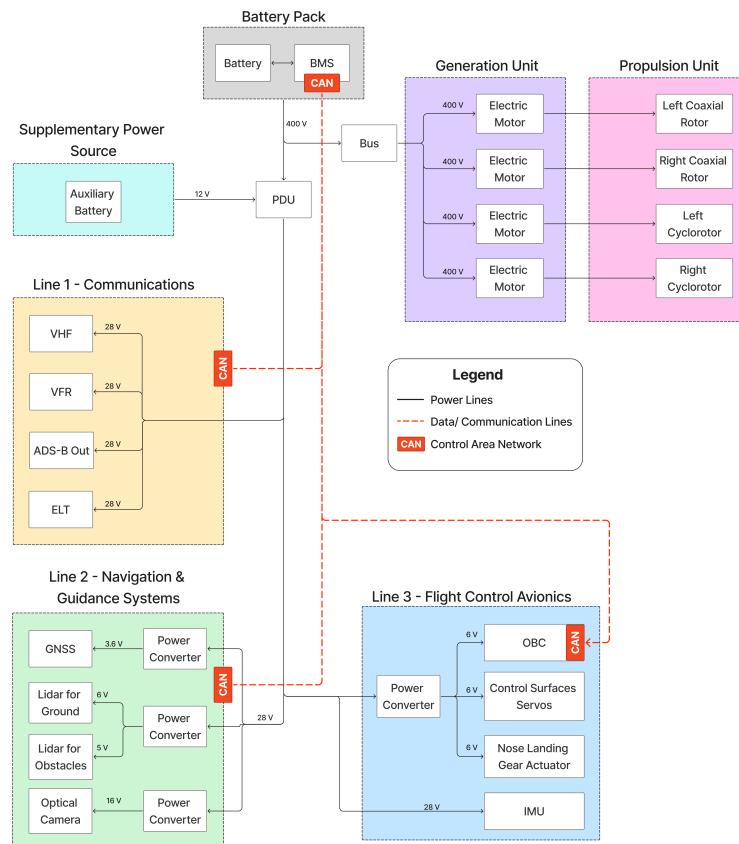 Battery Pack
Battery
BMS
CAN
Generation Unit
Propulsion Unit
400 V
Electric
Motor
Left Coaxial
Rotor
400 V
Bus
400 V
Electric
Motor
Right Coaxial
Rotor
400 V
Electric
Motor
Left
Cyclorotor
400 V
Electric
Motor
Right
Cyclorotor
Supplementary Power
Source
Auxiliary
Battery
12 V
PDU
Line 1 - Communications
VHF
28 V
VFR
28 V
ADS-B Out
28 V
ELT
28 V
CAN
Legend
Power Lines
Data/ Communication Lines
CAN
Control Area Network
Line 2 - Navigation &
Guidance Systems
GNSS
3.6 V
Power
Converter
Lidar for
Ground
6 V
Lidar for
Obstacles
5 V
Power
Converter
Optical
Camera
16 V
Power
Converter
CAN
28 V
Line 3 - Flight Control Avionics
Power
Converter
6 V
OBC
CAN
6 V
Control Surfaces
Servos
6 V
Nose Landing
Gear Actuator
28 V
IMU